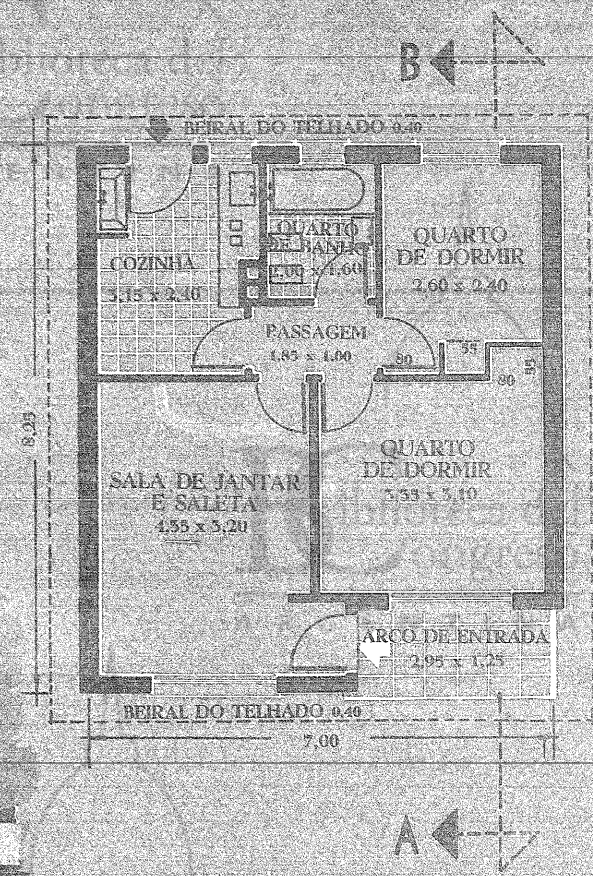 B
BEIRAL DO TELHADO 0,40
QUARTO
DE BANHO
2,00 x 1,60
QUARTO
DE DORMIR
2,60 x 2,40
COZINHA
3,15 x 2,40
PASSAGEM
1,85 x 1,00
80
55
80
55
8,25
SALA DE JANTAR
E SALETA
4,55 x 3,20
QUARTO
DE DORMIR
3,55 x 3,10
ARCO DE ENTRADA
2,95 x 1,25
BEIRAL DO TELHADO 0,40
7,00
A